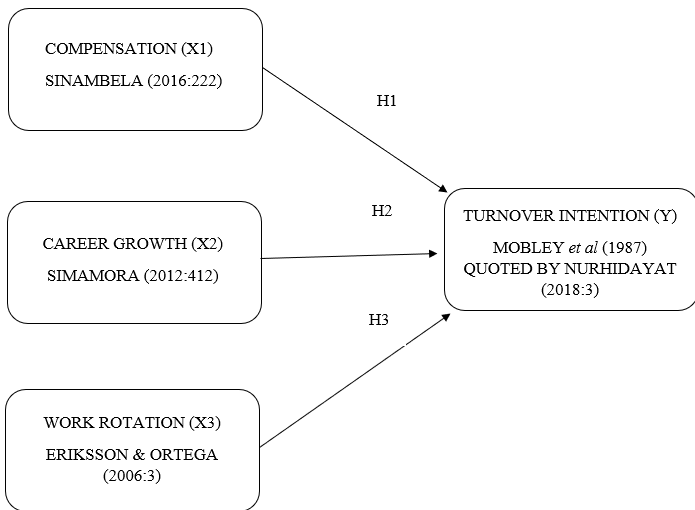 COMPENSATION (X1)
SINAMBELA (2016:222)
H1
CAREER GROWTH (X2)
SIMAMORA (2012:412)
H2
TURNOVER INTENTION (Y)
MOBLEY et al (1987)
QUOTED BY NURHIDAYAT
(2018:3)
H3
WORK ROTATION (X3)
ERIKSSON & ORTEGA
(2006:3)